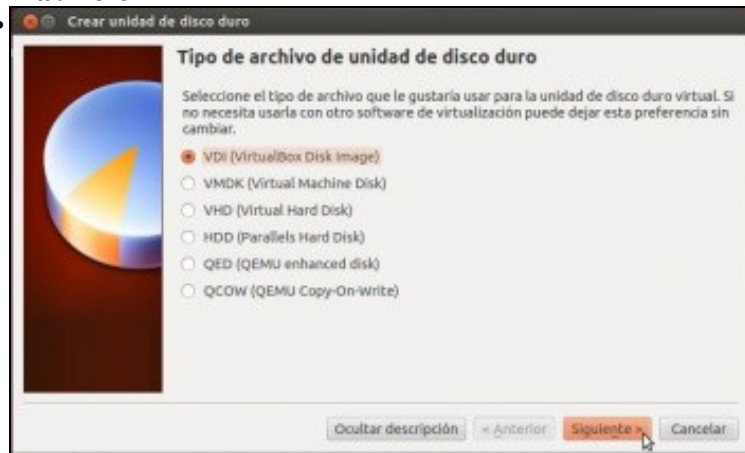 Crear unidad de disco duro
Tipo de archivo de unidad de disco duro
Seleccione el tipo de archivo que le gustaria usar para la unidad de disco duro virtual. Si
no necesita usarla con otro software de virtualización puede dejar esta preferencia sin
cambiar.
VDI (VirtualBox Disk Image)
VMDK (Virtual Machine Disk)
VHD (Virtual Hard Disk)
HDD (Parallels Hard Disk)
QED (QEMU enhanced disk)
QCOW (QEMU Copy-On-Write)
Ocultar descripción < Anterior Siguiente > Cancelar